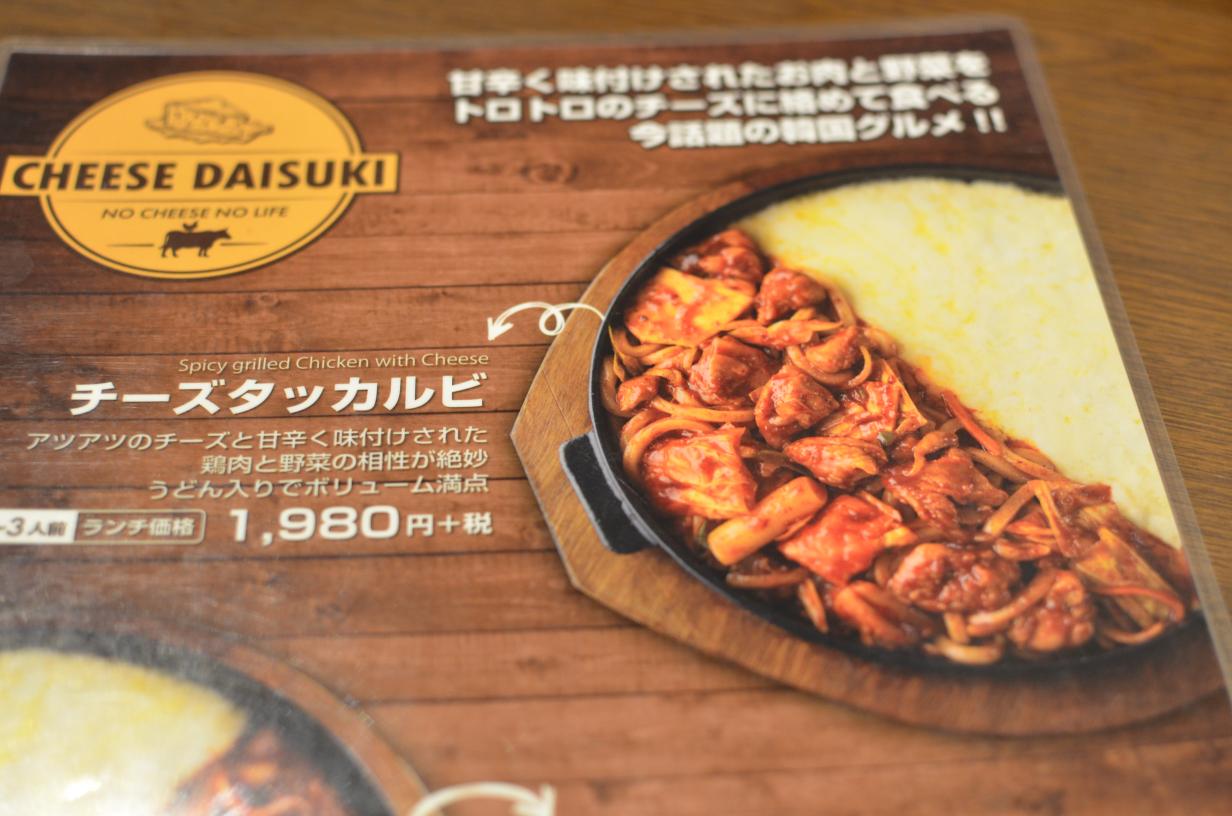 CHEESE DAISUKI
NO CHEESE NO LIFE
甘辛く味付けされたお肉と野菜を
トロトロのチーズに絡めて食べる
今話題の韓国グルメ !!
Spicy grilled Chicken with Cheese
チーズタッカルビ
アツアツのチーズと甘辛く味付けされた
鶏肉と野菜の相性が絶妙
うどん入りでボリューム満点
-3人前 ランチ価格 1,980円+税